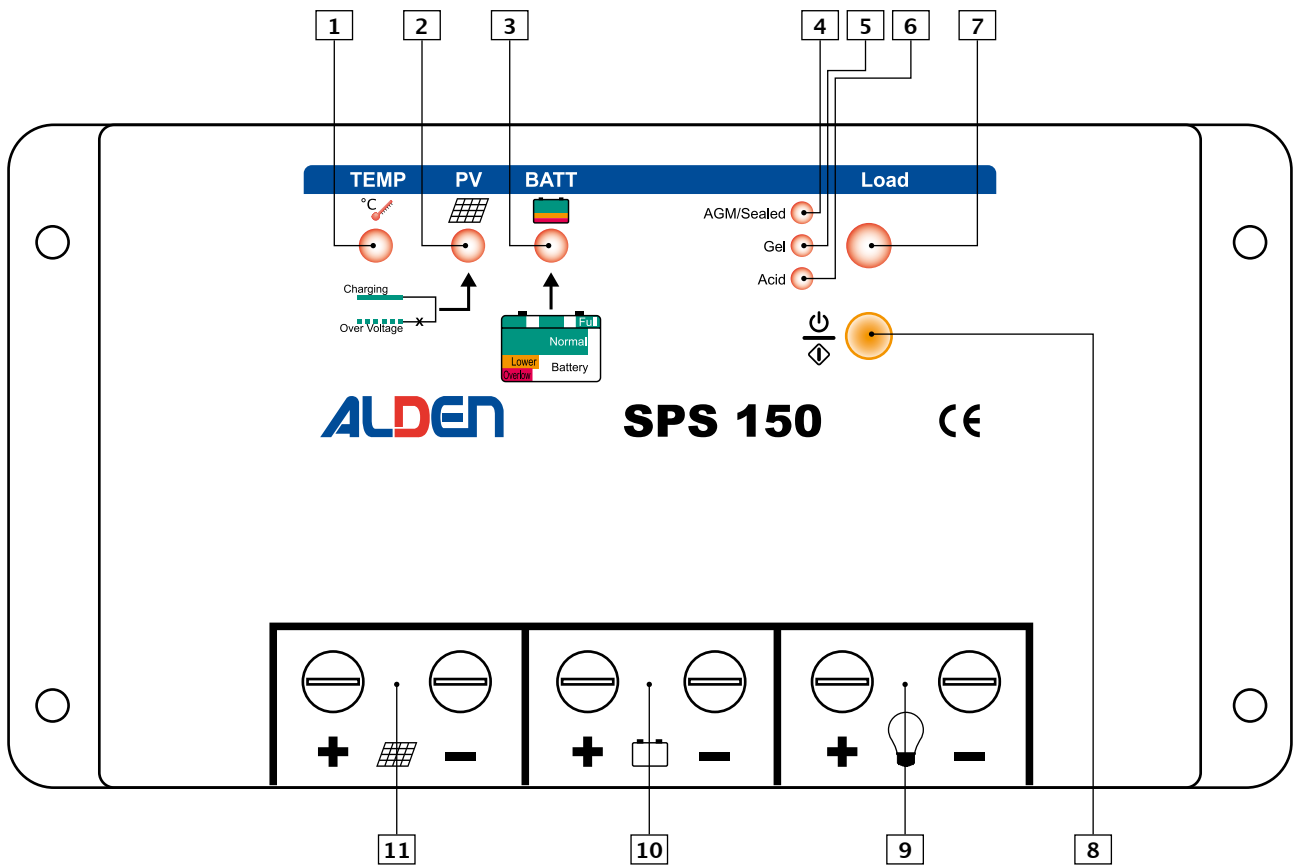 1 2 3 4 5 6 7
TEMP PV BATT Load
°C
AGM/Sealed
Gel
Acid
Charging
Over Voltage x
Full
Normal
Lower Battery
Overlow
ALDEN SPS 150 CE
+ - + - + -
11 10 9 8